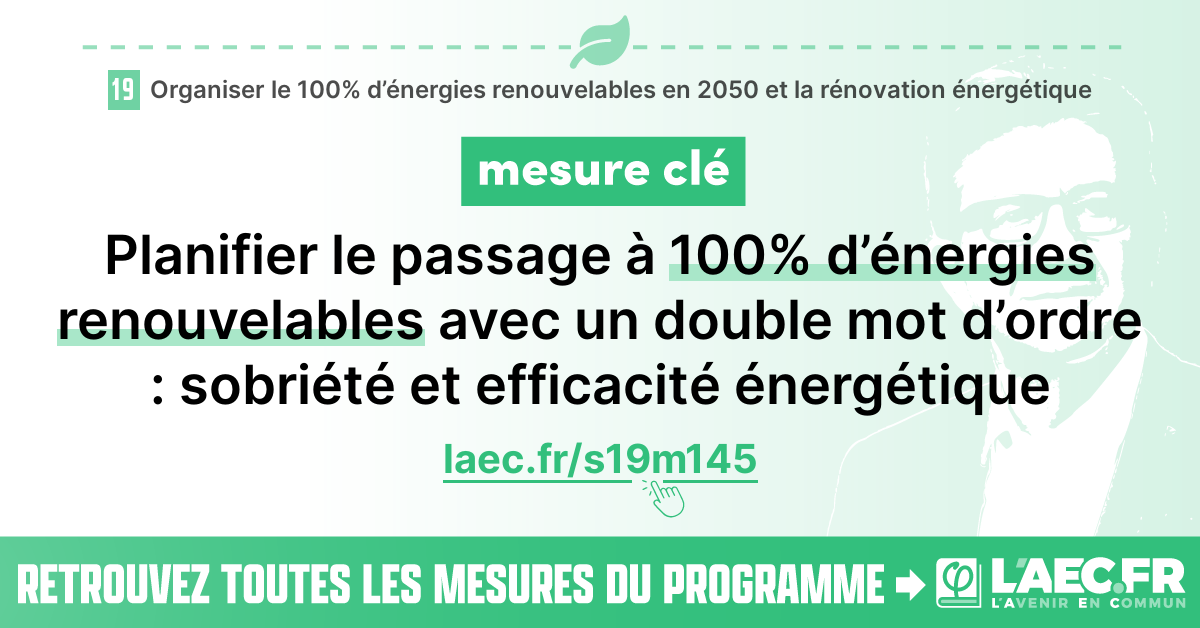 19 Organiser le 100% d’énergies renouvelables en 2050 et la rénovation énergétique
mesure clé
Planifier le passage à 100% d’énergies
renouvelables avec un double mot d’ordre
: sobriété et efficacité énergétique
laec.fr/s19m145
RETROUVEZ TOUTES LES MESURES DU PROGRAMME
φ L'AEC.FR
L'AVENIR EN COMMUN